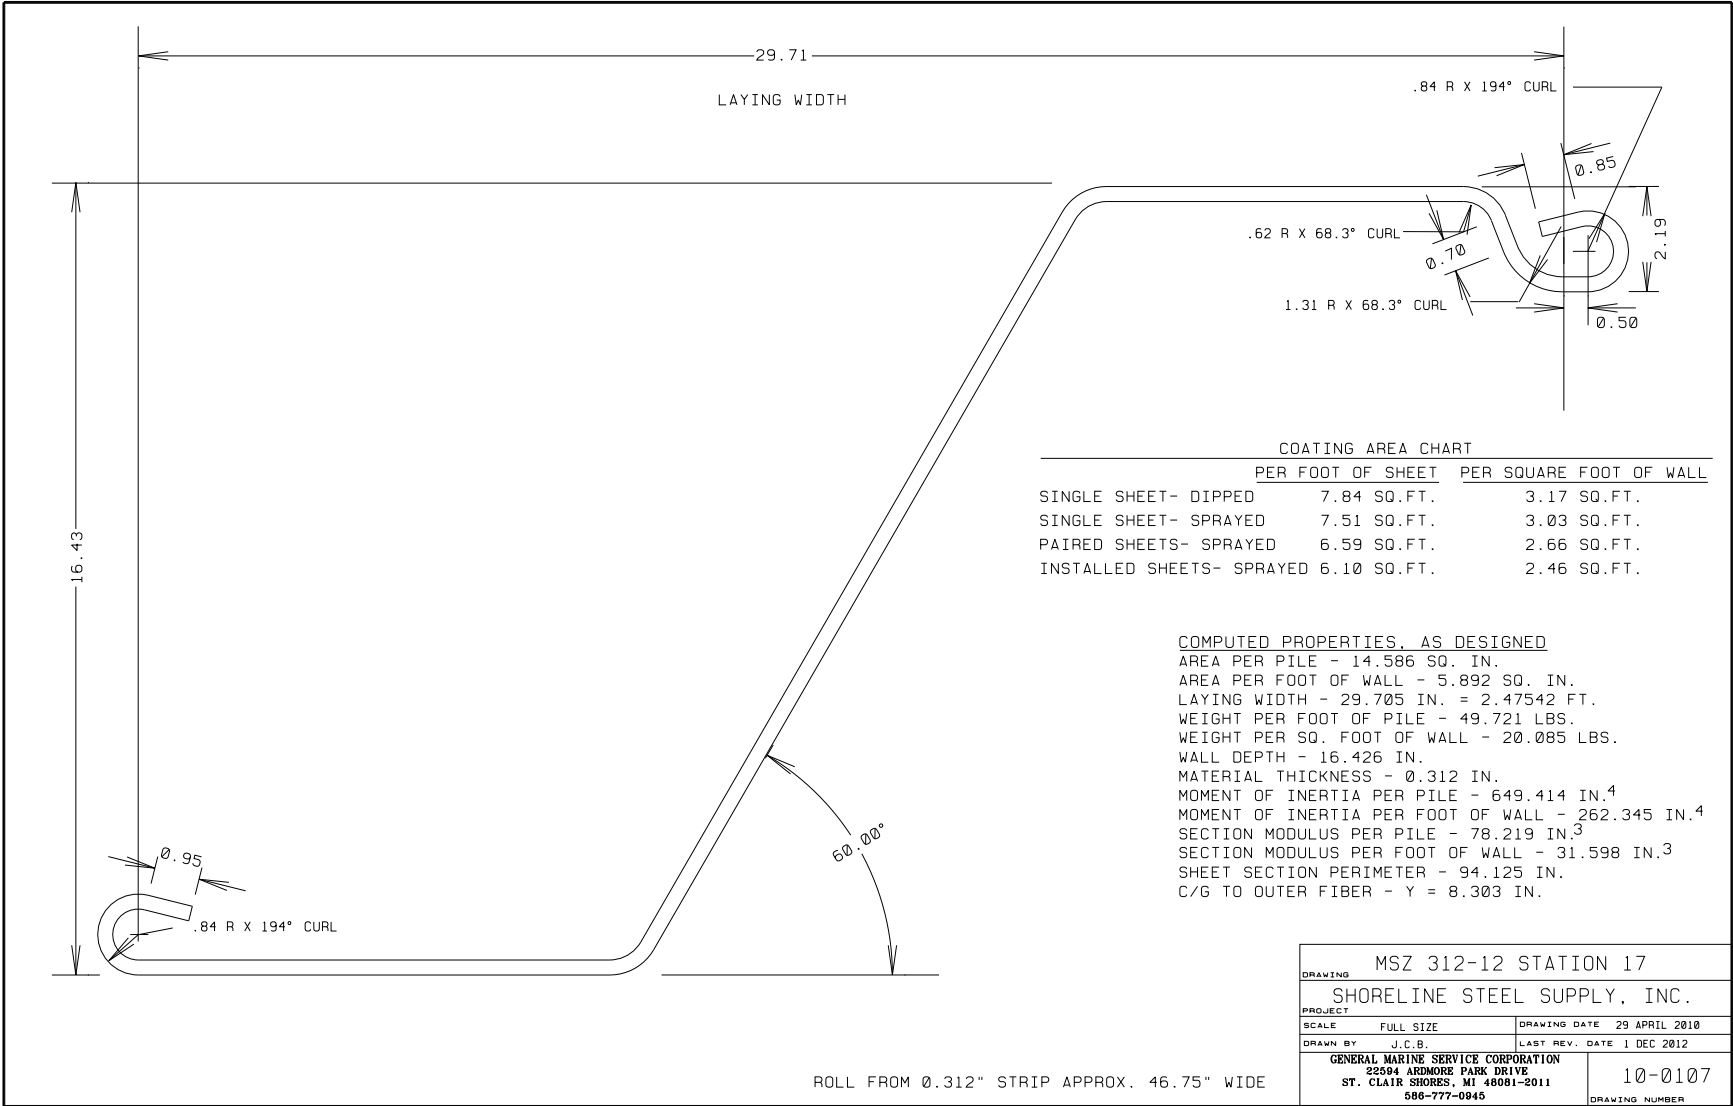 29.71
LAYING WIDTH
.84 R X 194° CURL
0.85
2.19
.62 R X 68.3° CURL
0.70
1.31 R X 68.3° CURL
0.50
16.43
COATING AREA CHART
PER FOOT OF SHEET PER SQUARE FOOT OF WALL
SINGLE SHEET- DIPPED 7.84 SQ.FT. 3.17 SQ.FT.
SINGLE SHEET- SPRAYED 7.51 SQ.FT. 3.03 SQ.FT.
PAIRED SHEETS- SPRAYED 6.59 SQ.FT. 2.66 SQ.FT.
INSTALLED SHEETS- SPRAYED 6.10 SQ.FT. 2.46 SQ.FT.
COMPUTED PROPERTIES, AS DESIGNED
AREA PER PILE - 14.586 SQ. IN.
AREA PER FOOT OF WALL - 5.892 SQ. IN.
LAYING WIDTH - 29.705 IN. = 2.47542 FT.
WEIGHT PER FOOT OF PILE - 49.721 LBS.
WEIGHT PER SQ. FOOT OF WALL - 20.085 LBS.
WALL DEPTH - 16.426 IN.
MATERIAL THICKNESS - 0.312 IN.
MOMENT OF INERTIA PER PILE - 649.414 IN.4
MOMENT OF INERTIA PER FOOT OF WALL - 262.345 IN.4
SECTION MODULUS PER PILE - 78.219 IN.3
SECTION MODULUS PER FOOT OF WALL - 31.598 IN.3
SHEET SECTION PERIMETER - 94.125 IN.
C/G TO OUTER FIBER - Y = 8.303 IN.
60.00°
0.95
.84 R X 194° CURL
DRAWING MSZ 312-12 STATION 17
SHORELINE STEEL SUPPLY, INC.
PROJECT
SCALE FULL SIZE DRAWING DATE 29 APRIL 2010
DRAWN BY J.C.B. LAST REV. DATE 1 DEC 2012
GENERAL MARINE SERVICE CORPORATION
22594 ARDMORE PARK DRIVE
ST. CLAIR SHORES, MI 48081-2011
586-777-0945
10-0107
DRAWING NUMBER
ROLL FROM 0.312" STRIP APPROX. 46.75" WIDE